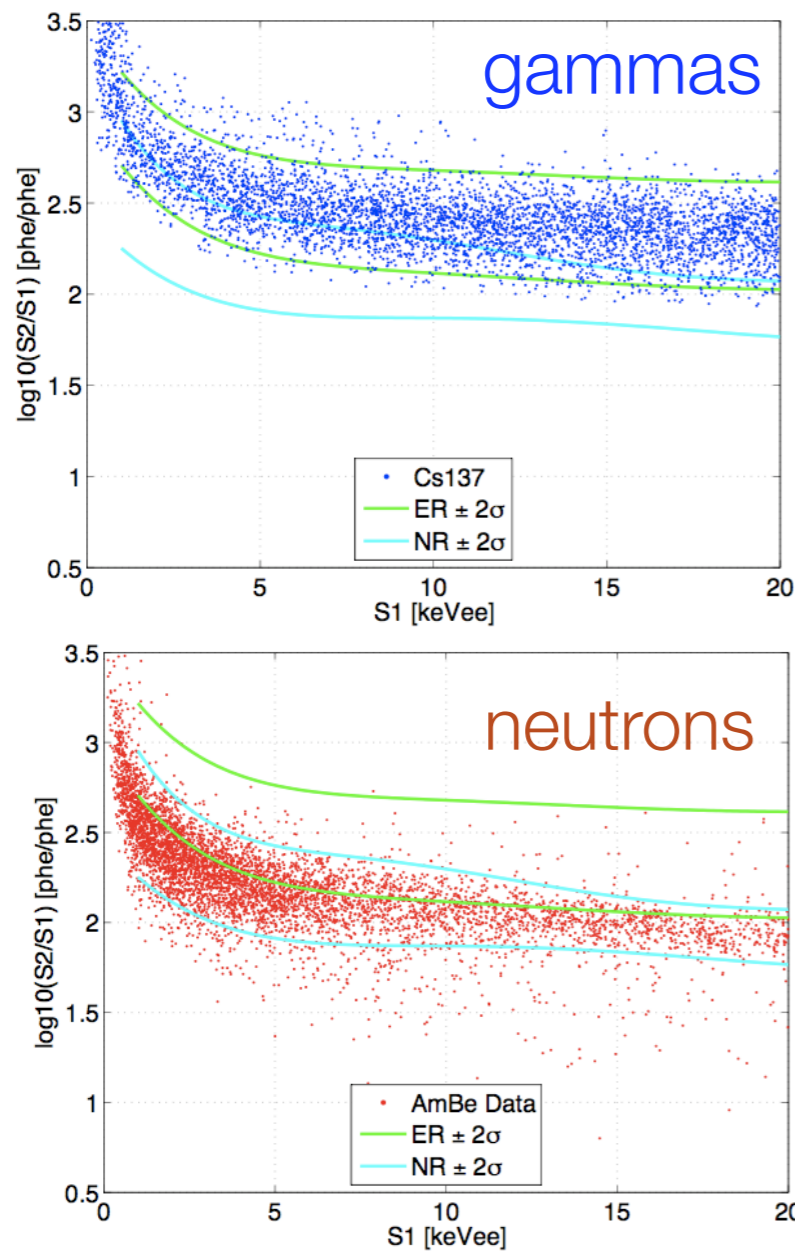 gammas
3.5
3
2.5
2
1.5
1
0.5
log10(S2/S1) [phe/phe]
Cs137
ER ± 2σ
NR ± 2σ
0 5 10 15 20
S1 [keVee]
neutrons
3.5
3
2.5
2
1.5
1
0.5
log10(S2/S1) [phe/phe]
AmBe Data
ER ± 2σ
NR ± 2σ
0 5 10 15 20
S1 [keVee]